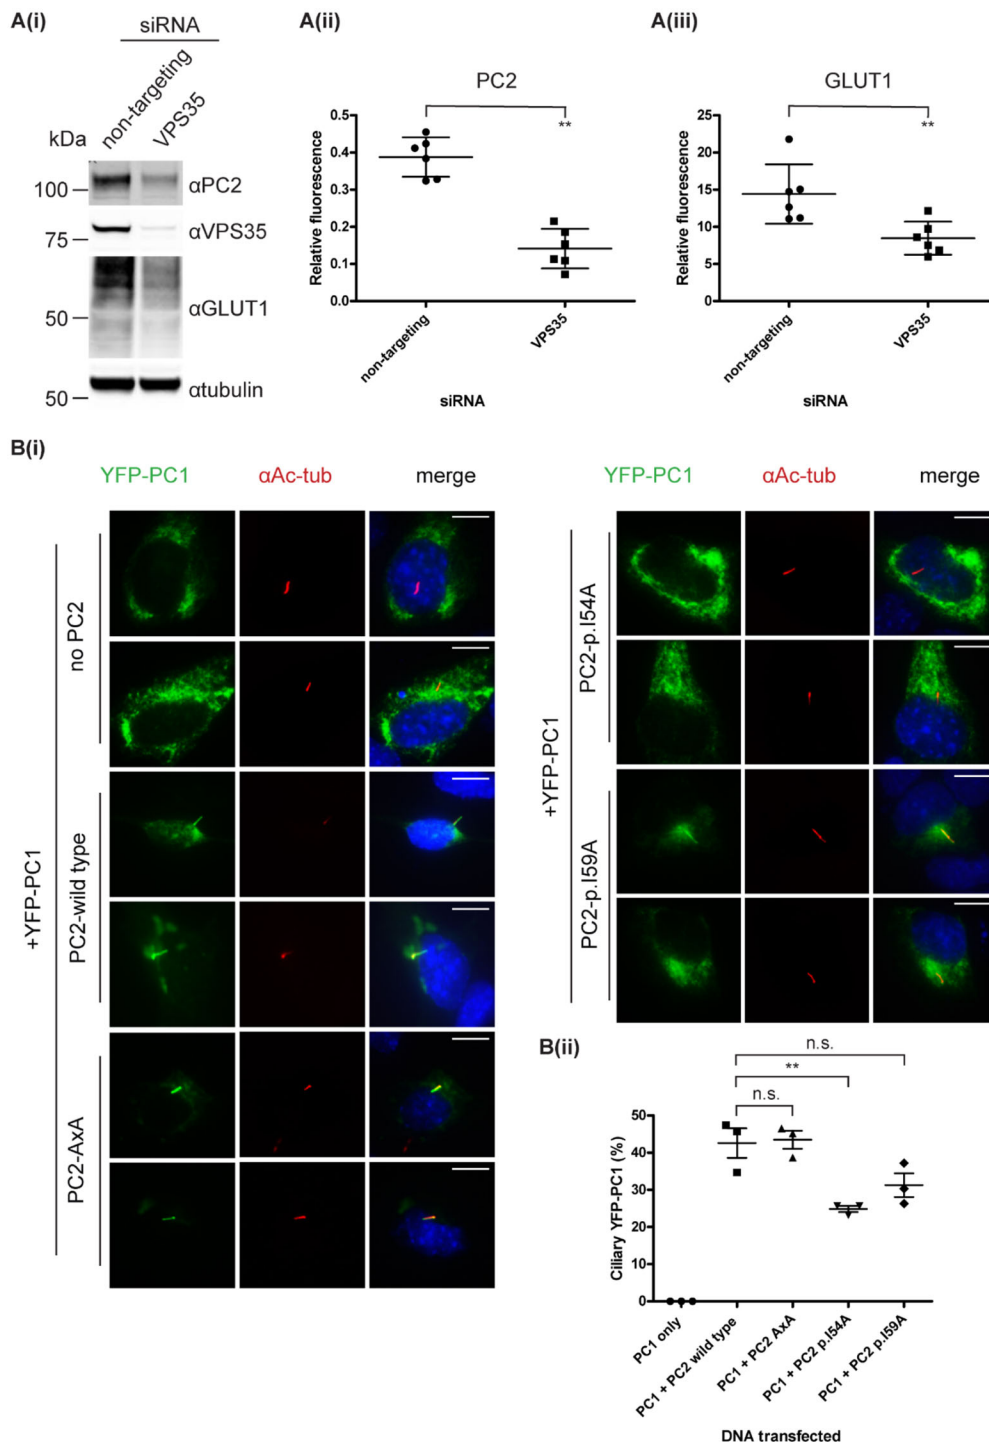 A(i)
siRNA
non-targeting
VPS35
kDa
100
αPC2
75
αVPS35
50
αGLUT1
50
αtubulin
A(ii)
PC2
**
Relative fluorescence
0.5
0.4
0.3
0.2
0.1
0.0
non-targeting
VPS35
siRNA
A(iii)
GLUT1
**
Relative fluorescence
25
20
15
10
5
0
non-targeting
VPS35
siRNA
B(i)
YFP-PC1
αAc-tub
merge
+YFP-PC1
no PC2
PC2-wild type
PC2-AxA
YFP-PC1
αAc-tub
merge
+YFP-PC1
PC2-p.I54A
PC2-p.I59A
B(ii)
n.s.
**
n.s.
Ciliary YFP-PC1 (%)
50
40
30
20
10
0
PC1 only
PC1 + PC2 wild type
PC1 + PC2 AxA
PC1 + PC2 p.I54A
PC1 + PC2 p.I59A
DNA transfected